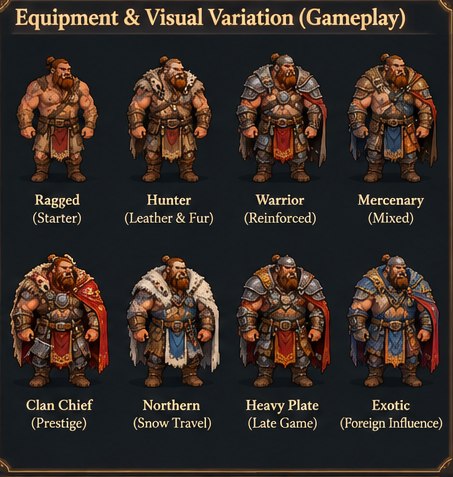 Equipment & Visual Variation (Gameplay)
Ragged
(Starter)
Hunter
(Leather & Fur)
Warrior
(Reinforced)
Mercenary
(Mixed)
Clan Chief
(Prestige)
Northern
(Snow Travel)
Heavy Plate
(Late Game)
Exotic
(Foreign Influence)